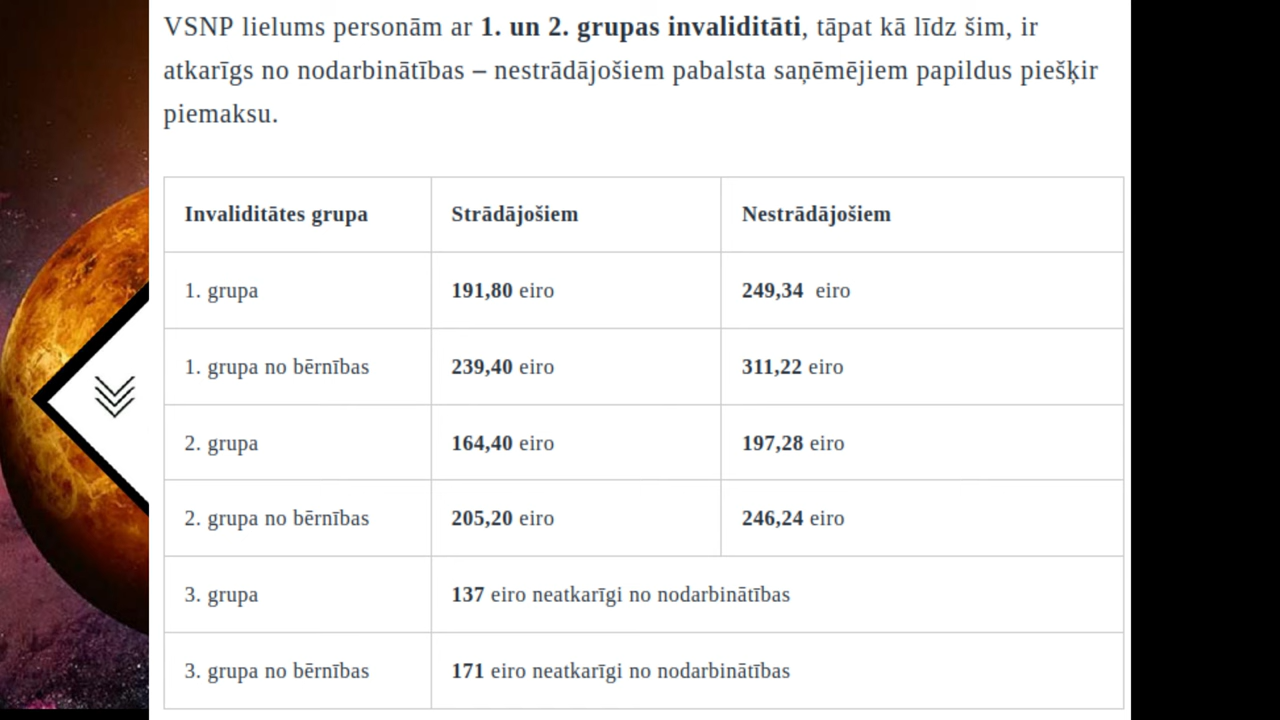 VSNP lielums personām ar 1. un 2. grupas invaliditāti, tāpat kā līdz šim, ir
atkarīgs no nodarbinātības – nestrādājošiem pabalsta saņēmējiem papildus piešķir
piemaksu.
Invaliditātes grupa Strādājošiem Nestrādājošiem
1. grupa 191,80 eiro 249,34 eiro
1. grupa no bērnības 239,40 eiro 311,22 eiro
2. grupa 164,40 eiro 197,28 eiro
2. grupa no bērnības 205,20 eiro 246,24 eiro
3. grupa 137 eiro neatkarīgi no nodarbinātības
3. grupa no bērnības 171 eiro neatkarīgi no nodarbinātības